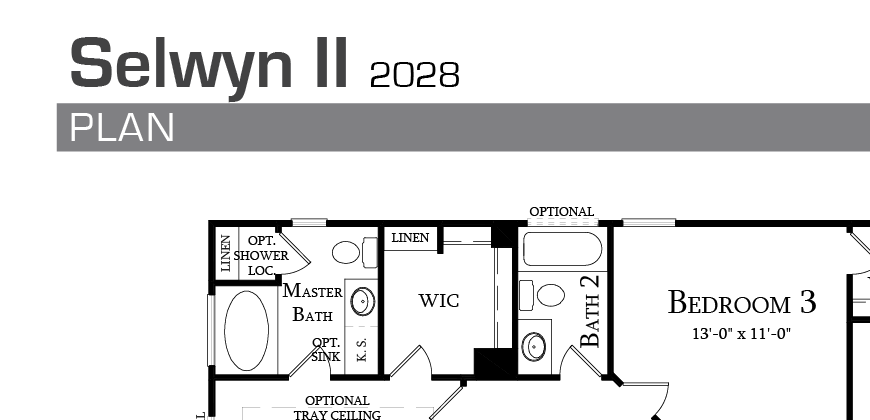 Selwyn II 2028
PLAN
OPTIONAL
LINEN
OPT.
SHOWER
LOC.
LINEN
MASTER
BATH
WIC
BATH 2
BEDROOM 3
13'-0" x 11'-0"
OPT.
SINK
K.S.
OPTIONAL
TRAY CEILING